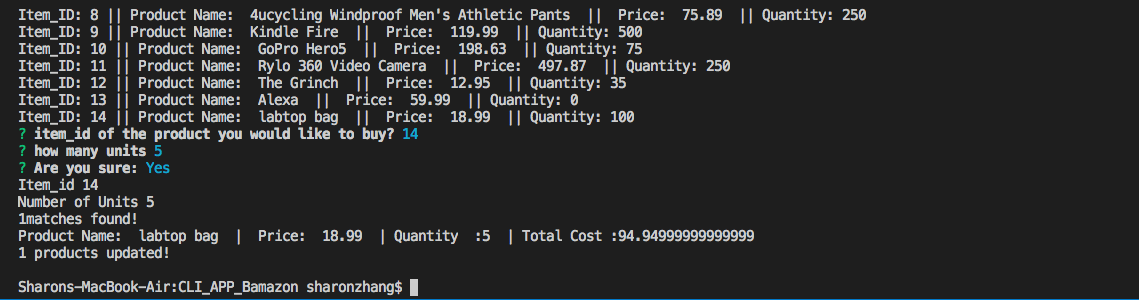 Item_ID: 8 || Product Name:  4ucycling Windproof Men's Athletic Pants  ||  Price:  75.89  || Quantity: 250
Item_ID: 9 || Product Name:  Kindle Fire  ||  Price:  119.99  || Quantity: 500
Item_ID: 10 || Product Name:  GoPro Hero5  ||  Price:  198.63  || Quantity: 75
Item_ID: 11 || Product Name:  Rylo 360 Video Camera  ||  Price:  497.87  || Quantity: 250
Item_ID: 12 || Product Name:  The Grinch  ||  Price:  12.95  || Quantity: 35
Item_ID: 13 || Product Name:  Alexa  ||  Price:  59.99  || Quantity: 0
Item_ID: 14 || Product Name:  labtop bag  ||  Price:  18.99  || Quantity: 100
? item_id of the product you would like to buy? 14
? how many units 5
? Are you sure: Yes
Item_id 14
Number of Units 5
1matches found!
Product Name:  labtop bag  |  Price:  18.99  | Quantity  :5  | Total Cost :94.94999999999999
1 products updated!
Sharons-MacBook-Air:CLI_APP_Bamazon sharonzhang$